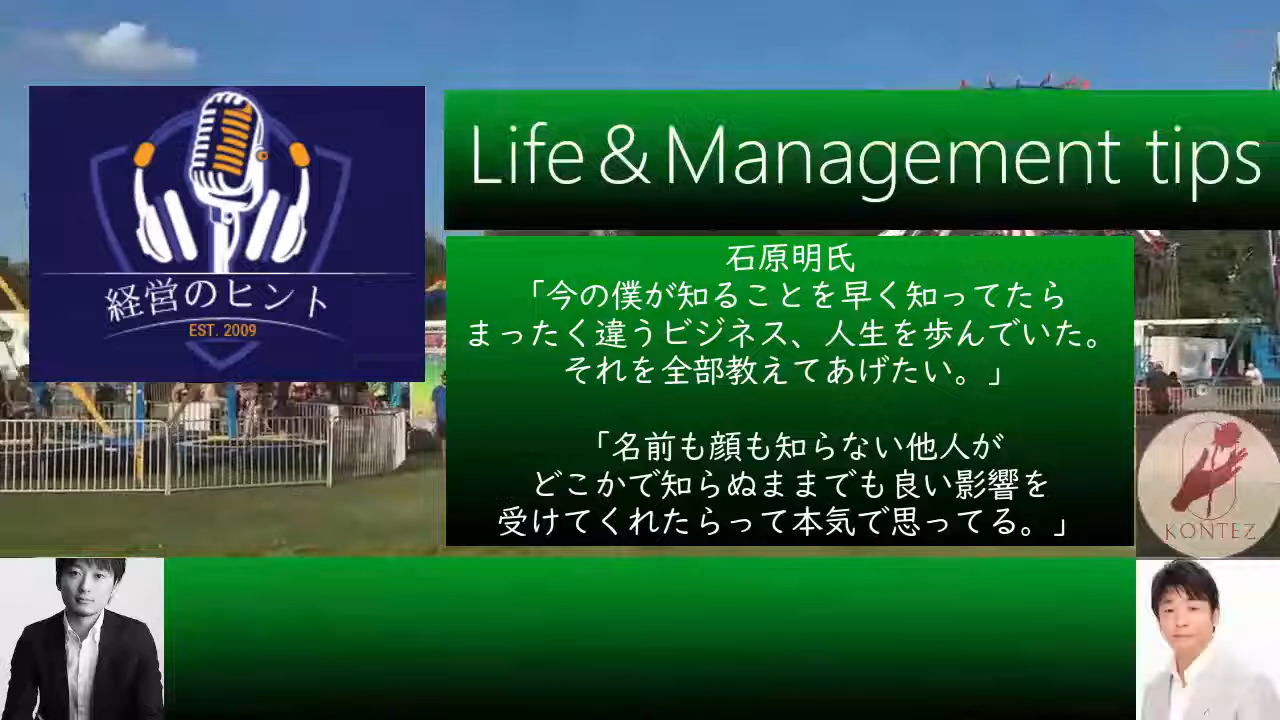 Life&Management tips
経営のヒント
EST. 2009
石原明氏
「今の僕が知ることを早く知ってたら
まったく違うビジネス、人生を歩んでいた。
それを全部教えてあげたい。」
「名前も顔も知らない他人が
どこかで知らぬままでも良い影響を
受けてくれたらって本気で思ってる。」
KONTEZ